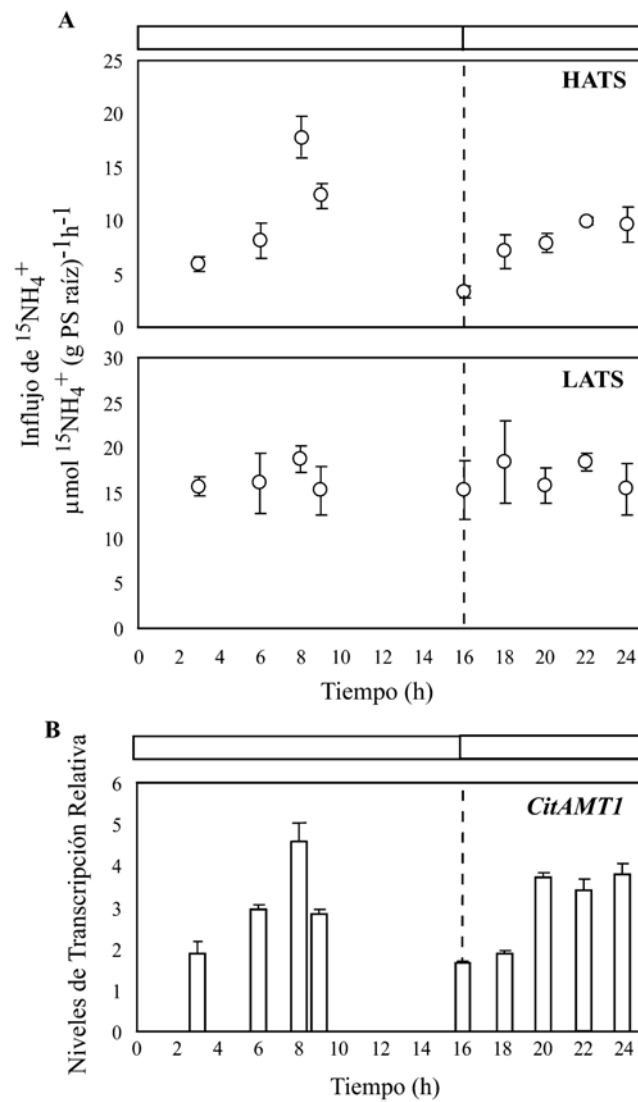 A
25
HATS
20
15
10
5
0
30
LATS
25
20
15
10
5
0
Influjo de ¹⁵NH₄⁺
µmol ¹⁵NH₄⁺ (g PS raíz)⁻¹h⁻¹
0 2 4 6 8 10 12 14 16 18 20 22 24
Tiempo (h)
B
6
CitAMT1
5
4
3
2
1
0
Niveles de Transcripción Relativa
0 2 4 6 8 10 12 14 16 18 20 22 24
Tiempo (h)